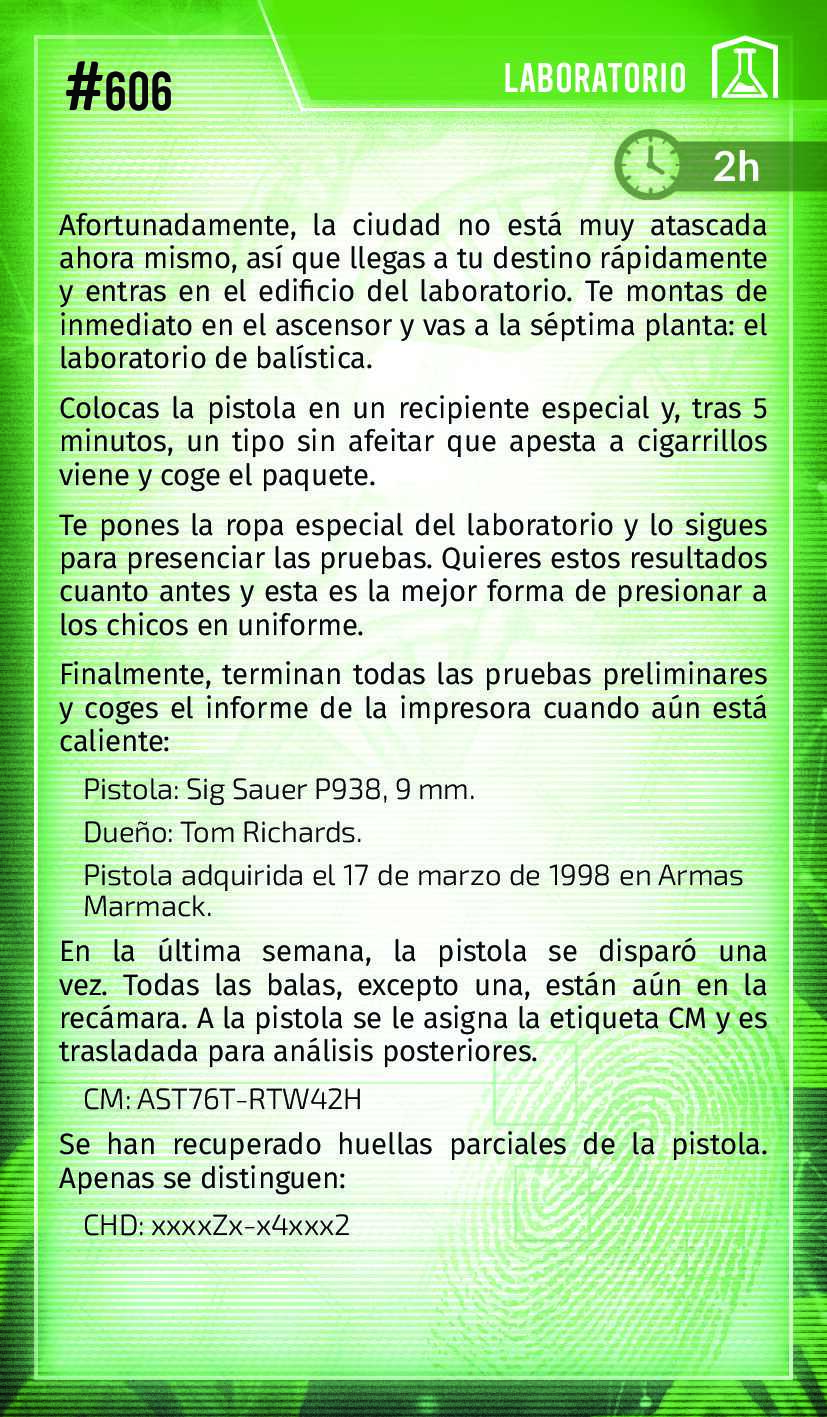 #606
LABORATORIO
2h
Afortunadamente, la ciudad no está muy atascada
ahora mismo, así que llegas a tu destino rápidamente
y entras en el edificio del laboratorio. Te montas de
inmediato en el ascensor y vas a la séptima planta: el
laboratorio de balística.
Colocas la pistola en un recipiente especial y, tras 5
minutos, un tipo sin afeitar que apesta a cigarrillos
viene y coge el paquete.
Te pones la ropa especial del laboratorio y lo sigues
para presenciar las pruebas. Quieres estos resultados
cuanto antes y esta es la mejor forma de presionar a
los chicos en uniforme.
Finalmente, terminan todas las pruebas preliminares
y coges el informe de la impresora cuando aún está
caliente:
Pistola: Sig Sauer P938, 9 mm.
Dueño: Tom Richards.
Pistola adquirida el 17 de marzo de 1998 en Armas
Marmack.
En la última semana, la pistola se disparó una
vez. Todas las balas, excepto una, están aún en la
recámara. A la pistola se le asigna la etiqueta CM y es
trasladada para análisis posteriores.
CM: AST76T-RTW42H
Se han recuperado huellas parciales de la pistola.
Apenas se distinguen:
CHD: xxxxZx-x4xxx2